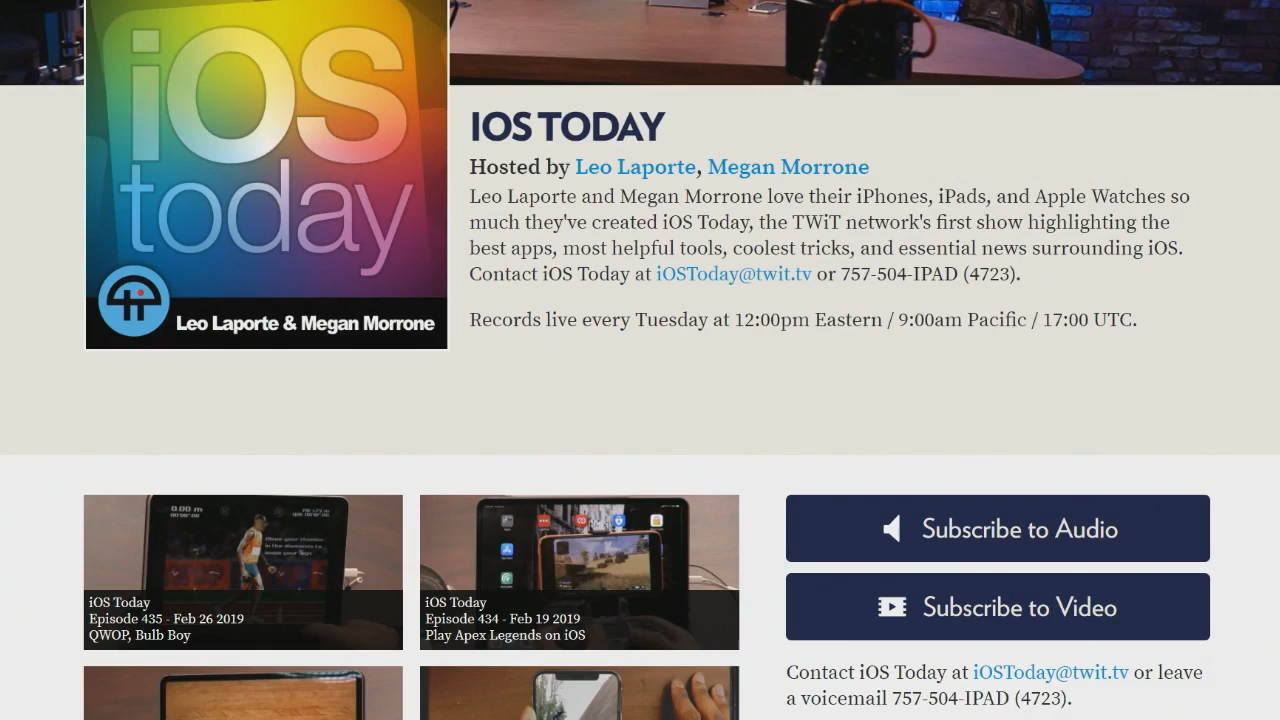 iOS
today
Leo Laporte & Megan Morrone
IOS TODAY
Hosted by Leo Laporte, Megan Morrone
Leo Laporte and Megan Morrone love their iPhones, iPads, and Apple Watches so
much they've created iOS Today, the TWiT network's first show highlighting the
best apps, most helpful tools, coolest tricks, and essential news surrounding iOS.
Contact iOS Today at iOSToday@twit.tv or 757-504-IPAD (4723).
Records live every Tuesday at 12:00pm Eastern / 9:00am Pacific / 17:00 UTC.
0.00 m
iOS Today
Episode 435 - Feb 26 2019
QWOP, Bulb Boy
iOS Today
Episode 434 - Feb 19 2019
Play Apex Legends on iOS
Subscribe to Audio
Subscribe to Video
Contact iOS Today at iOSToday@twit.tv or leave
a voicemail 757-504-IPAD (4723).